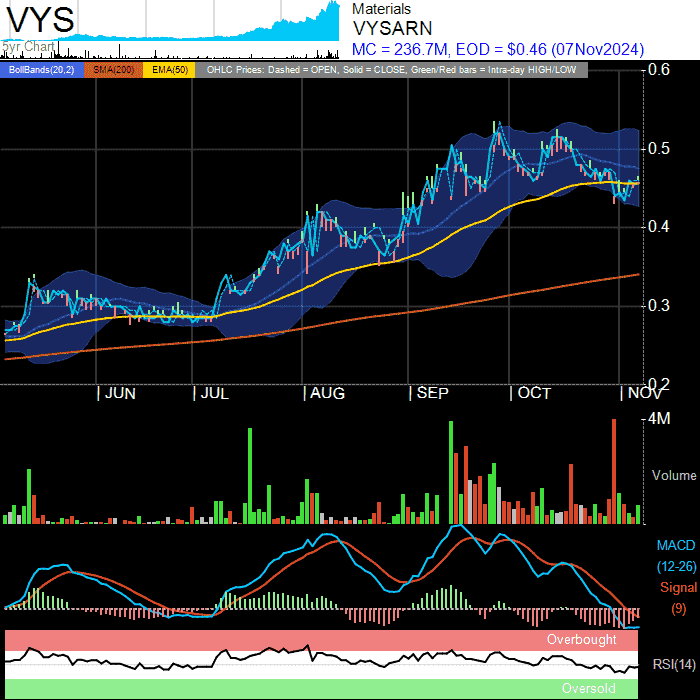 VYS
5yr Chart
Materials
VYSARN
MC = 236.7M, EOD = $0.46 (07Nov2024)
BollBands(20,2) SMA(200) EMA(50) OHLC Prices: Dashed = OPEN, Solid = CLOSE, Green/Red bars = Intra-day HIGH/LOW
0.6
0.5
0.4
0.3
0.2
JUN JUL AUG SEP OCT NOV
4M
Volume
MACD
(12-26)
Signal
(9)
Overbought
RSI(14)
Oversold